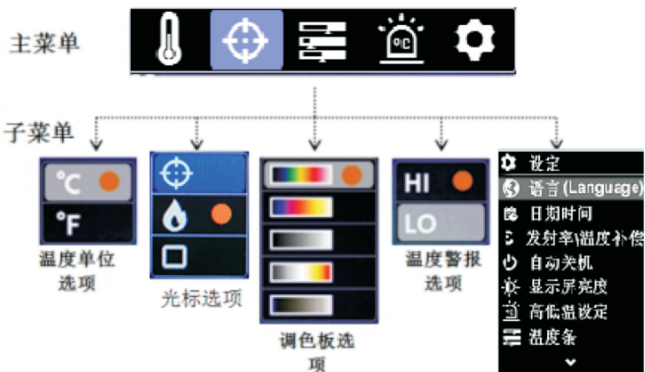 主菜单
°C
子菜单
°C
°F
温度单位
选项
光标选项
调色板选
项
HI
LO
温度警报
选项
设定
语言(Language)
日期时间
发射率\温度补偿
自动关机
显示屏亮度
高低温设定
温度条